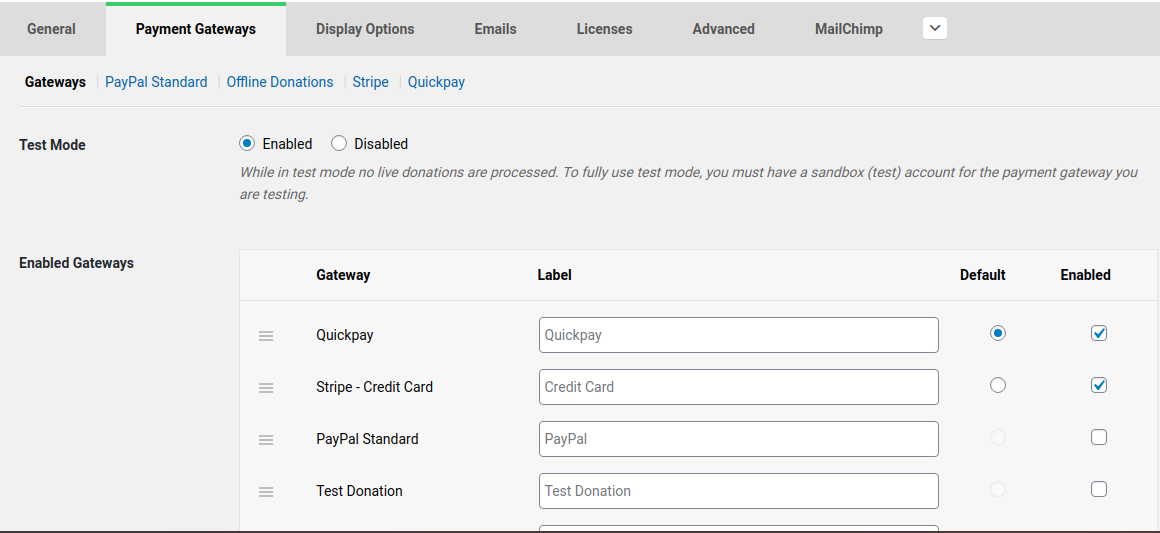 General Payment Gateways Display Options Emails Licenses Advanced MailChimp
Gateways PayPal Standard Offline Donations Stripe Quickpay
Test Mode Enabled Disabled
While in test mode no live donations are processed. To fully use test mode, you must have a sandbox (test) account for the payment gateway you
are testing.
Enabled Gateways
Gateway Label Default Enabled
Quickpay Quickpay
Stripe - Credit Card Credit Card
PayPal Standard PayPal
Test Donation Test Donation